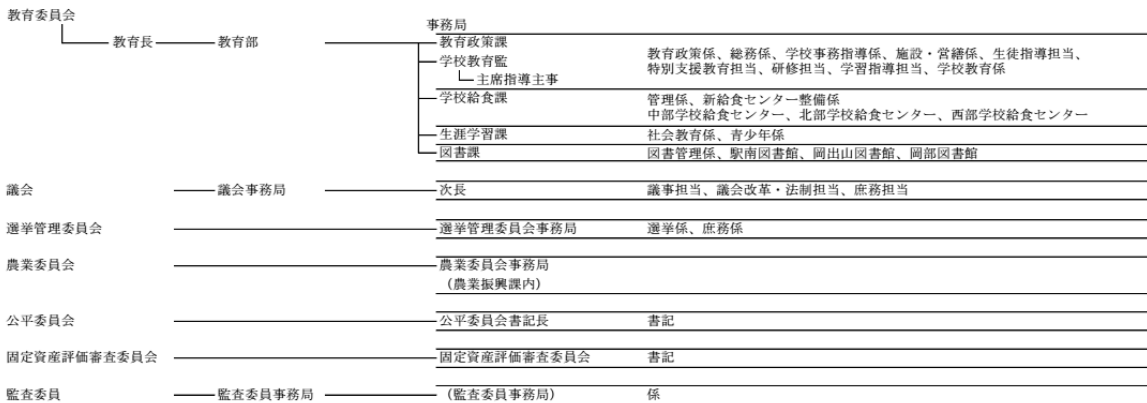 教育委員会
事務局
教育長 教育部 教育政策課 教育政策係、総務係、学校事務指導係、施設・営繕係、生徒指導担当、
学校教育監 特別支援教育担当、研修担当、学習指導担当、学校教育係
主席指導主事
学校給食課 管理係、新給食センター整備係
中部学校給食センター、北部学校給食センター、西部学校給食センター
生涯学習課 社会教育係、青少年係
図書課 図書管理係、駅南図書館、岡出山図書館、岡部図書館
議会 議会事務局 次長 議事担当、議会改革・法制担当、庶務担当
選挙管理委員会 選挙管理委員会事務局 選挙係、庶務係
農業委員会 農業委員会事務局
（農業振興課内）
公平委員会 公平委員会書記長 書記
固定資産評価審査委員会 固定資産評価審査委員会 書記
監査委員 監査委員事務局 （監査委員事務局） 係